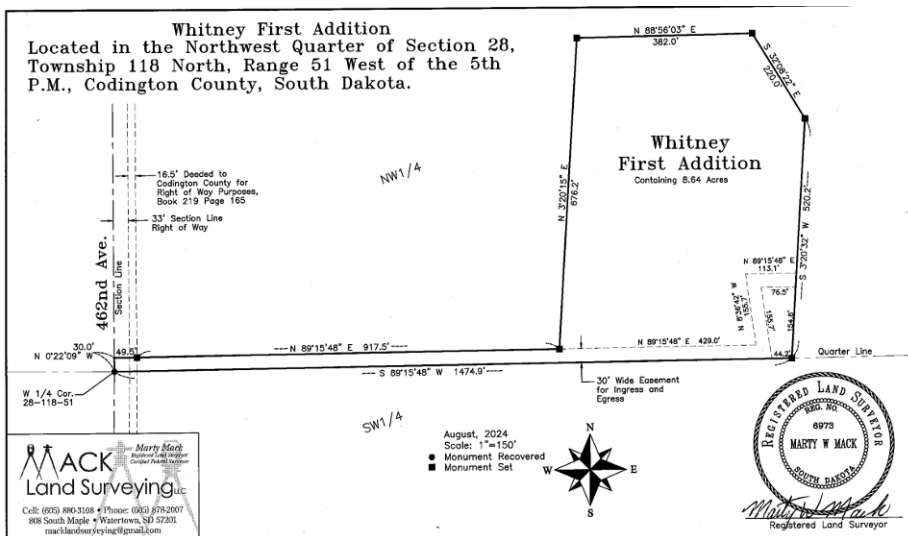 Whitney First Addition
Located in the Northwest Quarter of Section 28,
Township 118 North, Range 51 West of the 5th
P.M., Codington County, South Dakota.
N 88°56'03" E
382.0'
S 32°08'22" E
220.0'
NW1/4
Whitney
First Addition
Containing 8.64 Acres
16.5' Deeded to
Codington County for
Right of Way Purposes,
Book 219 Page 165
33' Section Line
Right of Way
462nd Ave.
Section Line
N 3°20'15" E
676.2'
S 3°20'32" W 520.2'
N 89°15'48" E
113.1'
76.5'
N 8°36'42" W
155.7'
155.7'
154.6'
30.0'
N 0°22'09" W
49.5'
N 89°15'48" E 917.5'
N 89°15'48" E 429.0'
44.2'
Quarter Line
S 89°15'48" W 1474.9'
W 1/4 Cor.
28-118-51
30' Wide Easement
for Ingress and
Egress
SW1/4
August, 2024
Scale: 1"=150'
Monument Recovered
Monument Set
N
W E
S
MACK
Land Surveying LLC
Marty Mack
Registered Land Surveyor
Certified Federal Surveyor
Cell: (605) 880-3108 • Phone: (605) 878-2007
808 South Maple • Watertown, SD 57201
macklandsurveying@gmail.com
REGISTERED LAND SURVEYOR
REG. NO.
6973
MARTY W MACK
SOUTH DAKOTA
Marty W Mack
Registered Land Surveyor